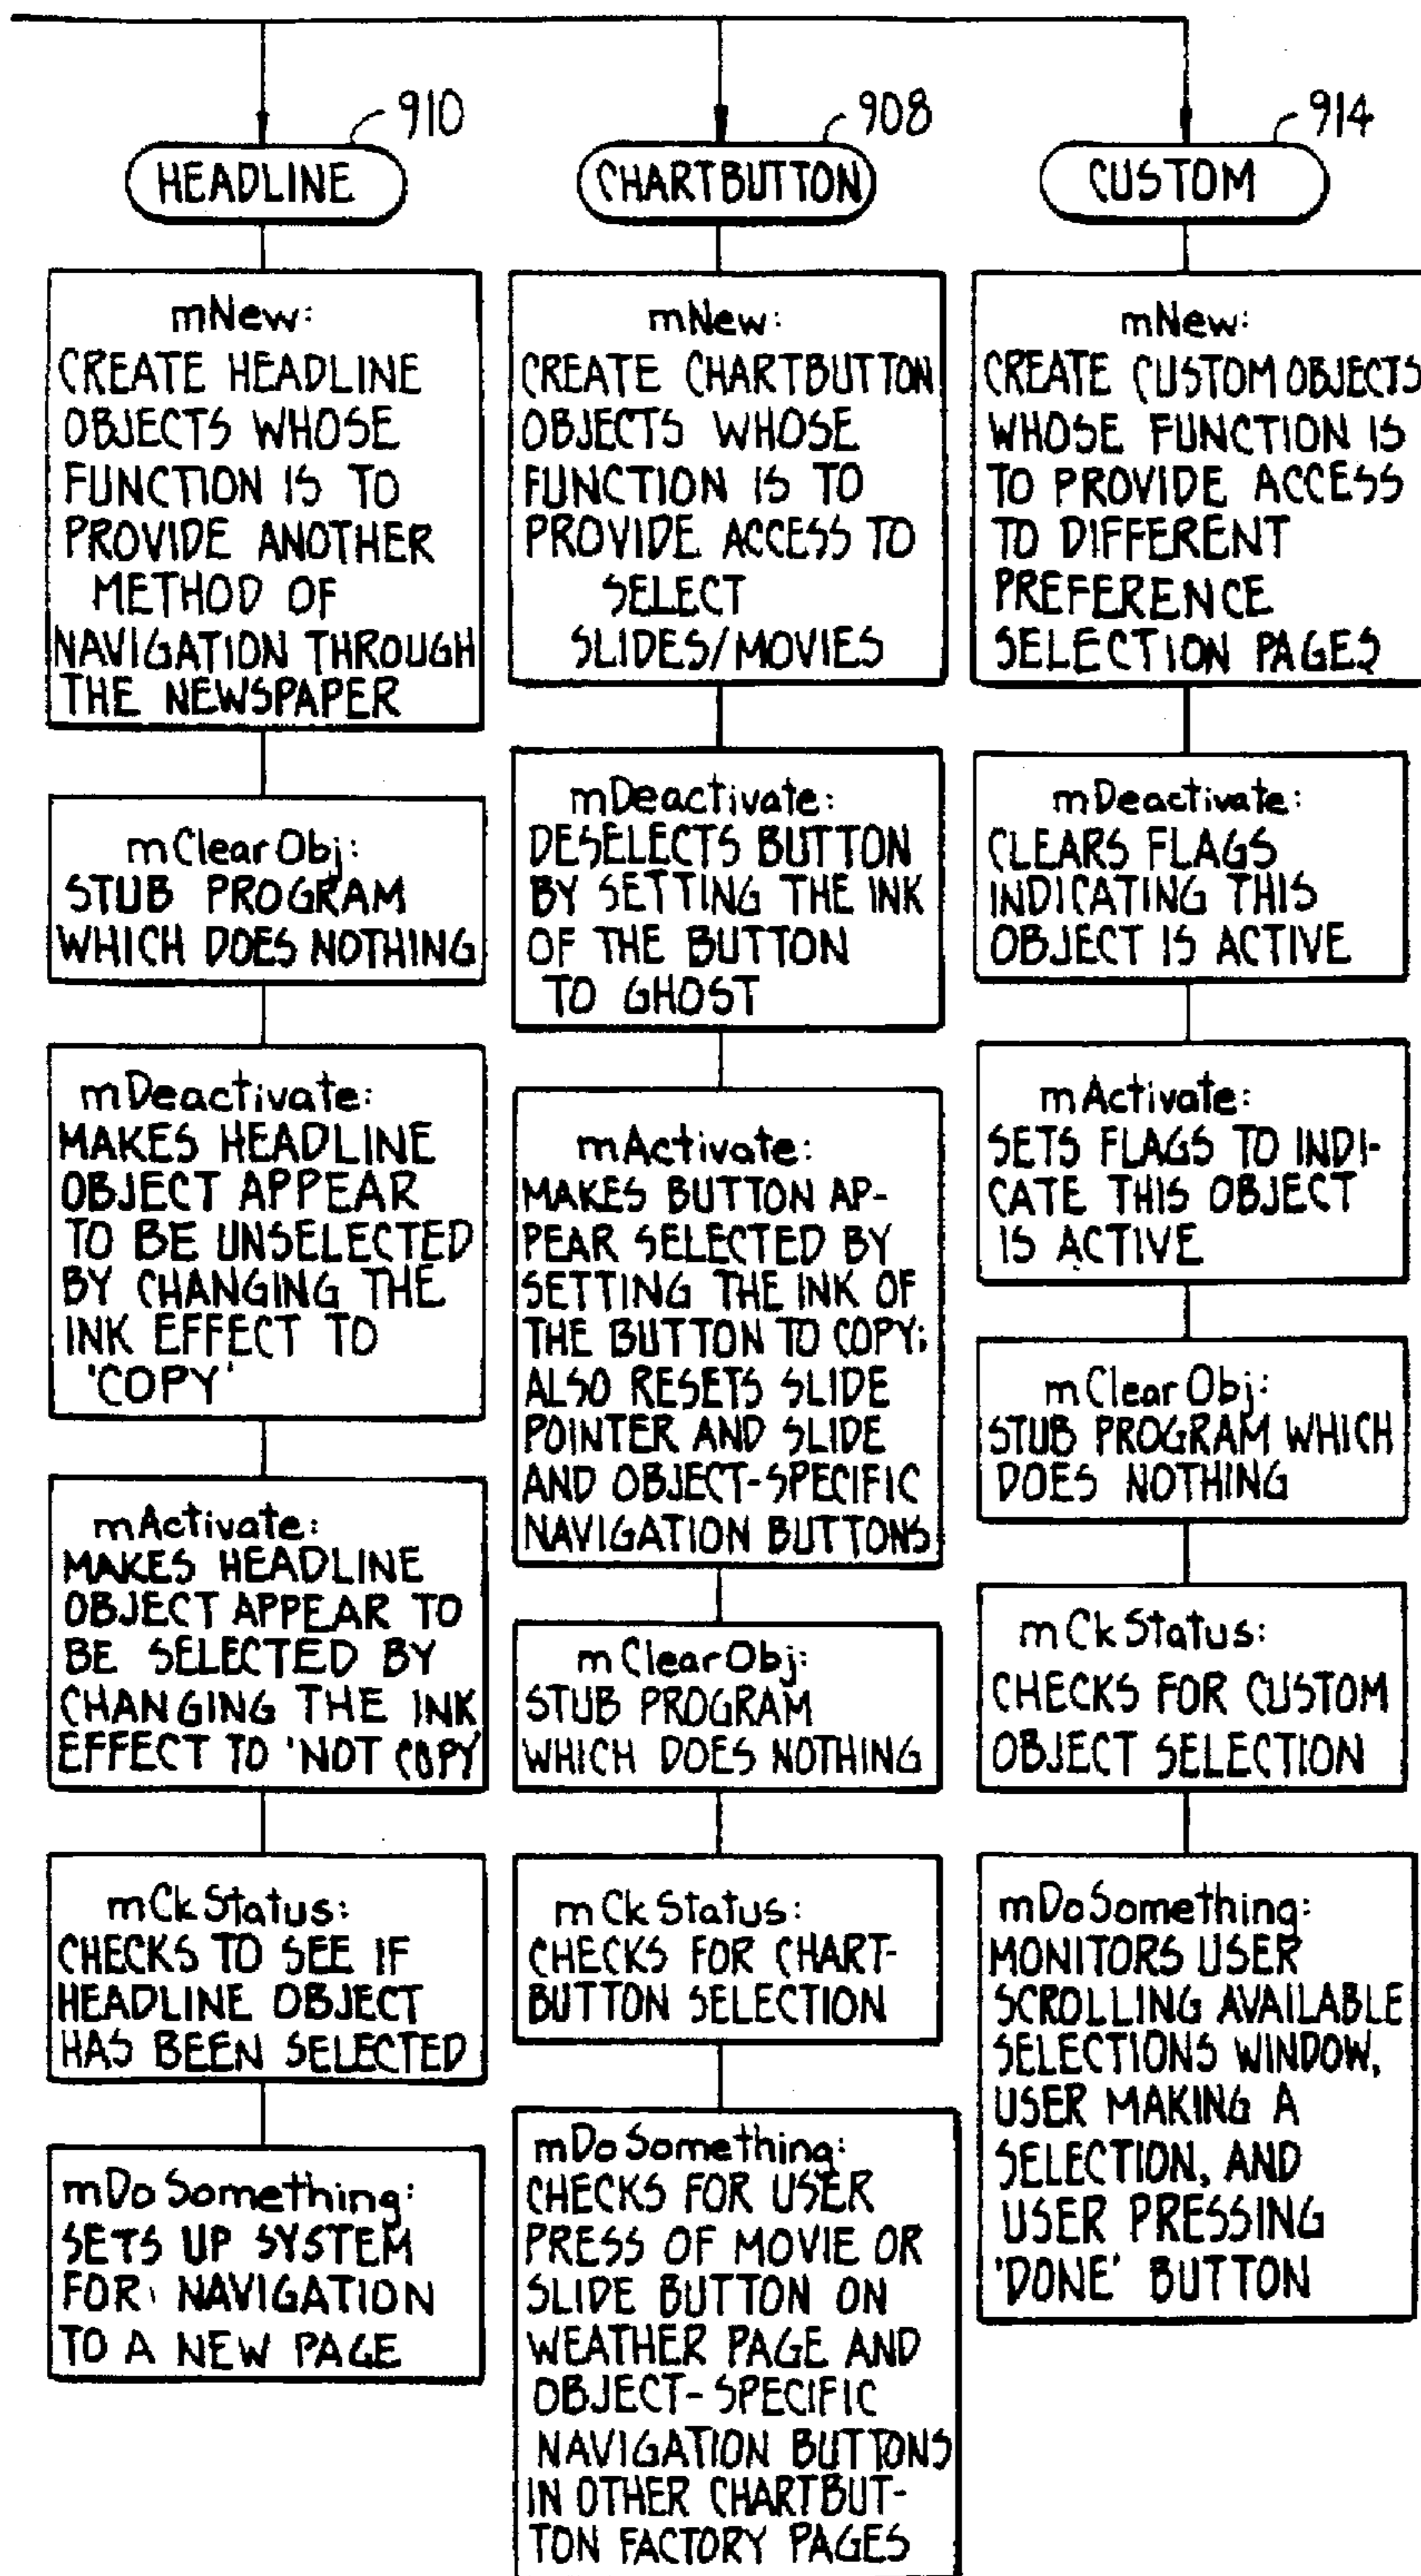 910
HEADLINE
mNew:
CREATE HEADLINE
OBJECTS WHOSE
FUNCTION IS TO
PROVIDE ANOTHER
METHOD OF
NAVIGATION THROUGH
THE NEWSPAPER
mClearObj:
STUB PROGRAM
WHICH DOES NOTHING
mDeactivate:
MAKES HEADLINE
OBJECT APPEAR
TO BE UNSELECTED
BY CHANGING THE
INK EFFECT TO
'COPY'
mActivate:
MAKES HEADLINE
OBJECT APPEAR TO
BE SELECTED BY
CHANGING THE INK
EFFECT TO 'NOT COPY'
mCkStatus:
CHECKS TO SEE IF
HEADLINE OBJECT
HAS BEEN SELECTED
mDoSomething:
SETS UP SYSTEM
FOR NAVIGATION
TO A NEW PAGE
908
CHARTBUTTON
mNew:
CREATE CHARTBUTTON
OBJECTS WHOSE
FUNCTION IS TO
PROVIDE ACCESS TO
SELECT
SLIDES/MOVIES
mDeactivate:
DESELECTS BUTTON
BY SETTING THE INK
OF THE BUTTON
TO GHOST
mActivate:
MAKES BUTTON AP-
PEAR SELECTED BY
SETTING THE INK OF
THE BUTTON TO COPY;
ALSO RESETS SLIDE
POINTER AND SLIDE
AND OBJECT-SPECIFIC
NAVIGATION BUTTONS
mClearObj:
STUB PROGRAM
WHICH DOES NOTHING
mCkStatus:
CHECKS FOR CHART-
BUTTON SELECTION
mDoSomething:
CHECKS FOR USER
PRESS OF MOVIE OR
SLIDE BUTTON ON
WEATHER PAGE AND
OBJECT-SPECIFIC
NAVIGATION BUTTONS
IN OTHER CHARTBUT-
TON FACTORY PAGES
914
CUSTOM
mNew:
CREATE CUSTOM OBJECTS
WHOSE FUNCTION IS
TO PROVIDE ACCESS
TO DIFFERENT
PREFERENCE
SELECTION PAGES
mDeactivate:
CLEARS FLAGS
INDICATING THIS
OBJECT IS ACTIVE
mActivate:
SETS FLAGS TO INDI-
CATE THIS OBJECT
IS ACTIVE
mClearObj:
STUB PROGRAM WHICH
DOES NOTHING
mCkStatus:
CHECKS FOR CUSTOM
OBJECT SELECTION
mDoSomething:
MONITORS USER
SCROLLING AVAILABLE
SELECTIONS WINDOW,
USER MAKING A
SELECTION, AND
USER PRESSING
'DONE' BUTTON